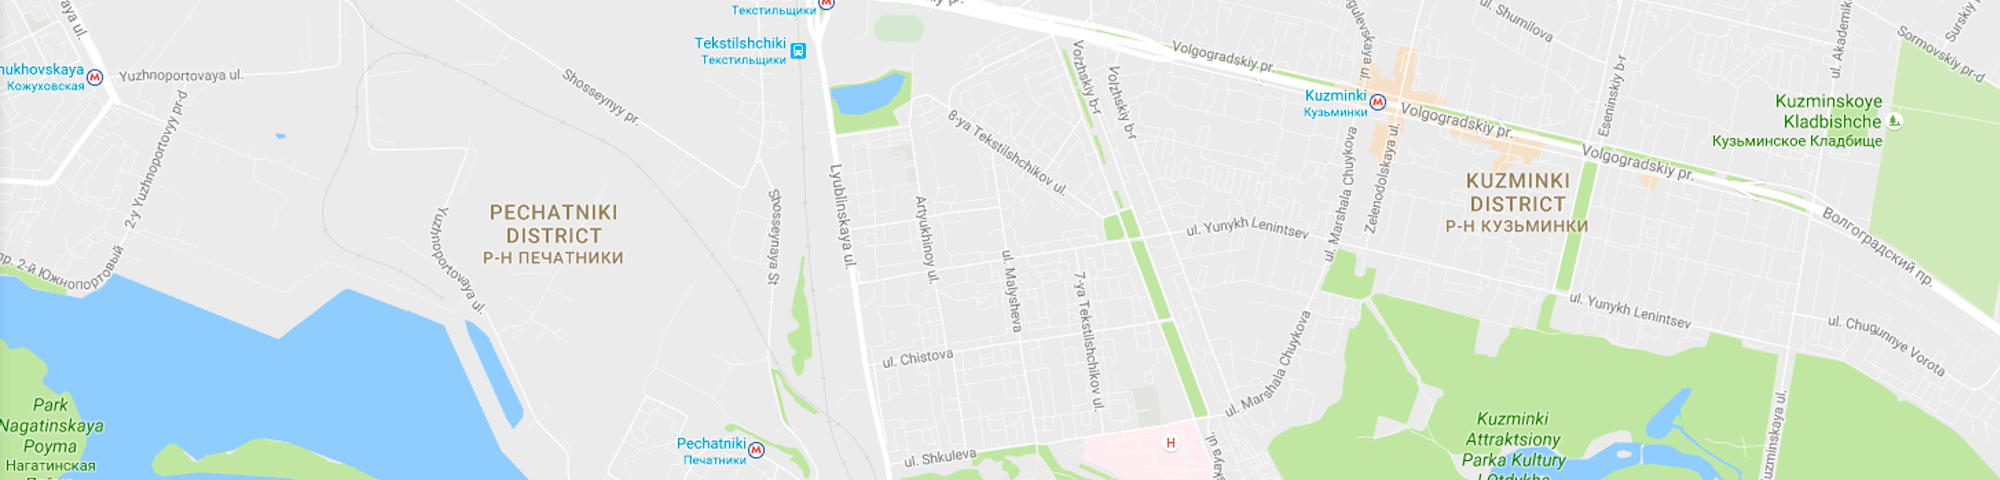 Текстильщики
Tekstilshchiki
Текстильщики
Кожуховская
Yuzhnoportovaya ul.
2-y Yuzhnoportovyy pr-d
пр. 2-й Южнопортовый
Yuzhnoportovaya ul.
Shosseynyy pr.
Shosseynaya St
PECHATNIKI
DISTRICT
Р-Н ПЕЧАТНИКИ
Park
Nagatinskaya
Poyma
Нагатинская
Pechatniki
Печатники
Lyublinskaya ul.
Artyukhinoy ul.
ul. Malysheva
8-ya Tekstilshchikov ul.
7-ya Tekstilshchikov ul.
ul. Chistova
ul. Shkuleva
H
Volzhskiy b-r
Volzhskiy b-r
Volgogradskiy pr.
Kuzminki
Кузьминки
Volgogradskiy pr.
Volgogradskiy pr.
Волгоградский пр.
ul. Yunykh Lenintsev
ul. Marshala Chuykova
ul. Marshala Chuykova
Zelenodolskaya ul.
ul. Shumilova
Eseninskiy b-r
KUZMINKI
DISTRICT
Р-Н КУЗЬМИНКИ
Kuzminskoye
Kladbishche
Кузьминское Кладбище
Sormovskiy pr-d
ul. Yunykh Lenintsev
ul. Chugunnye Vorota
Kuzminki
Attraktsiony
Parka Kultury